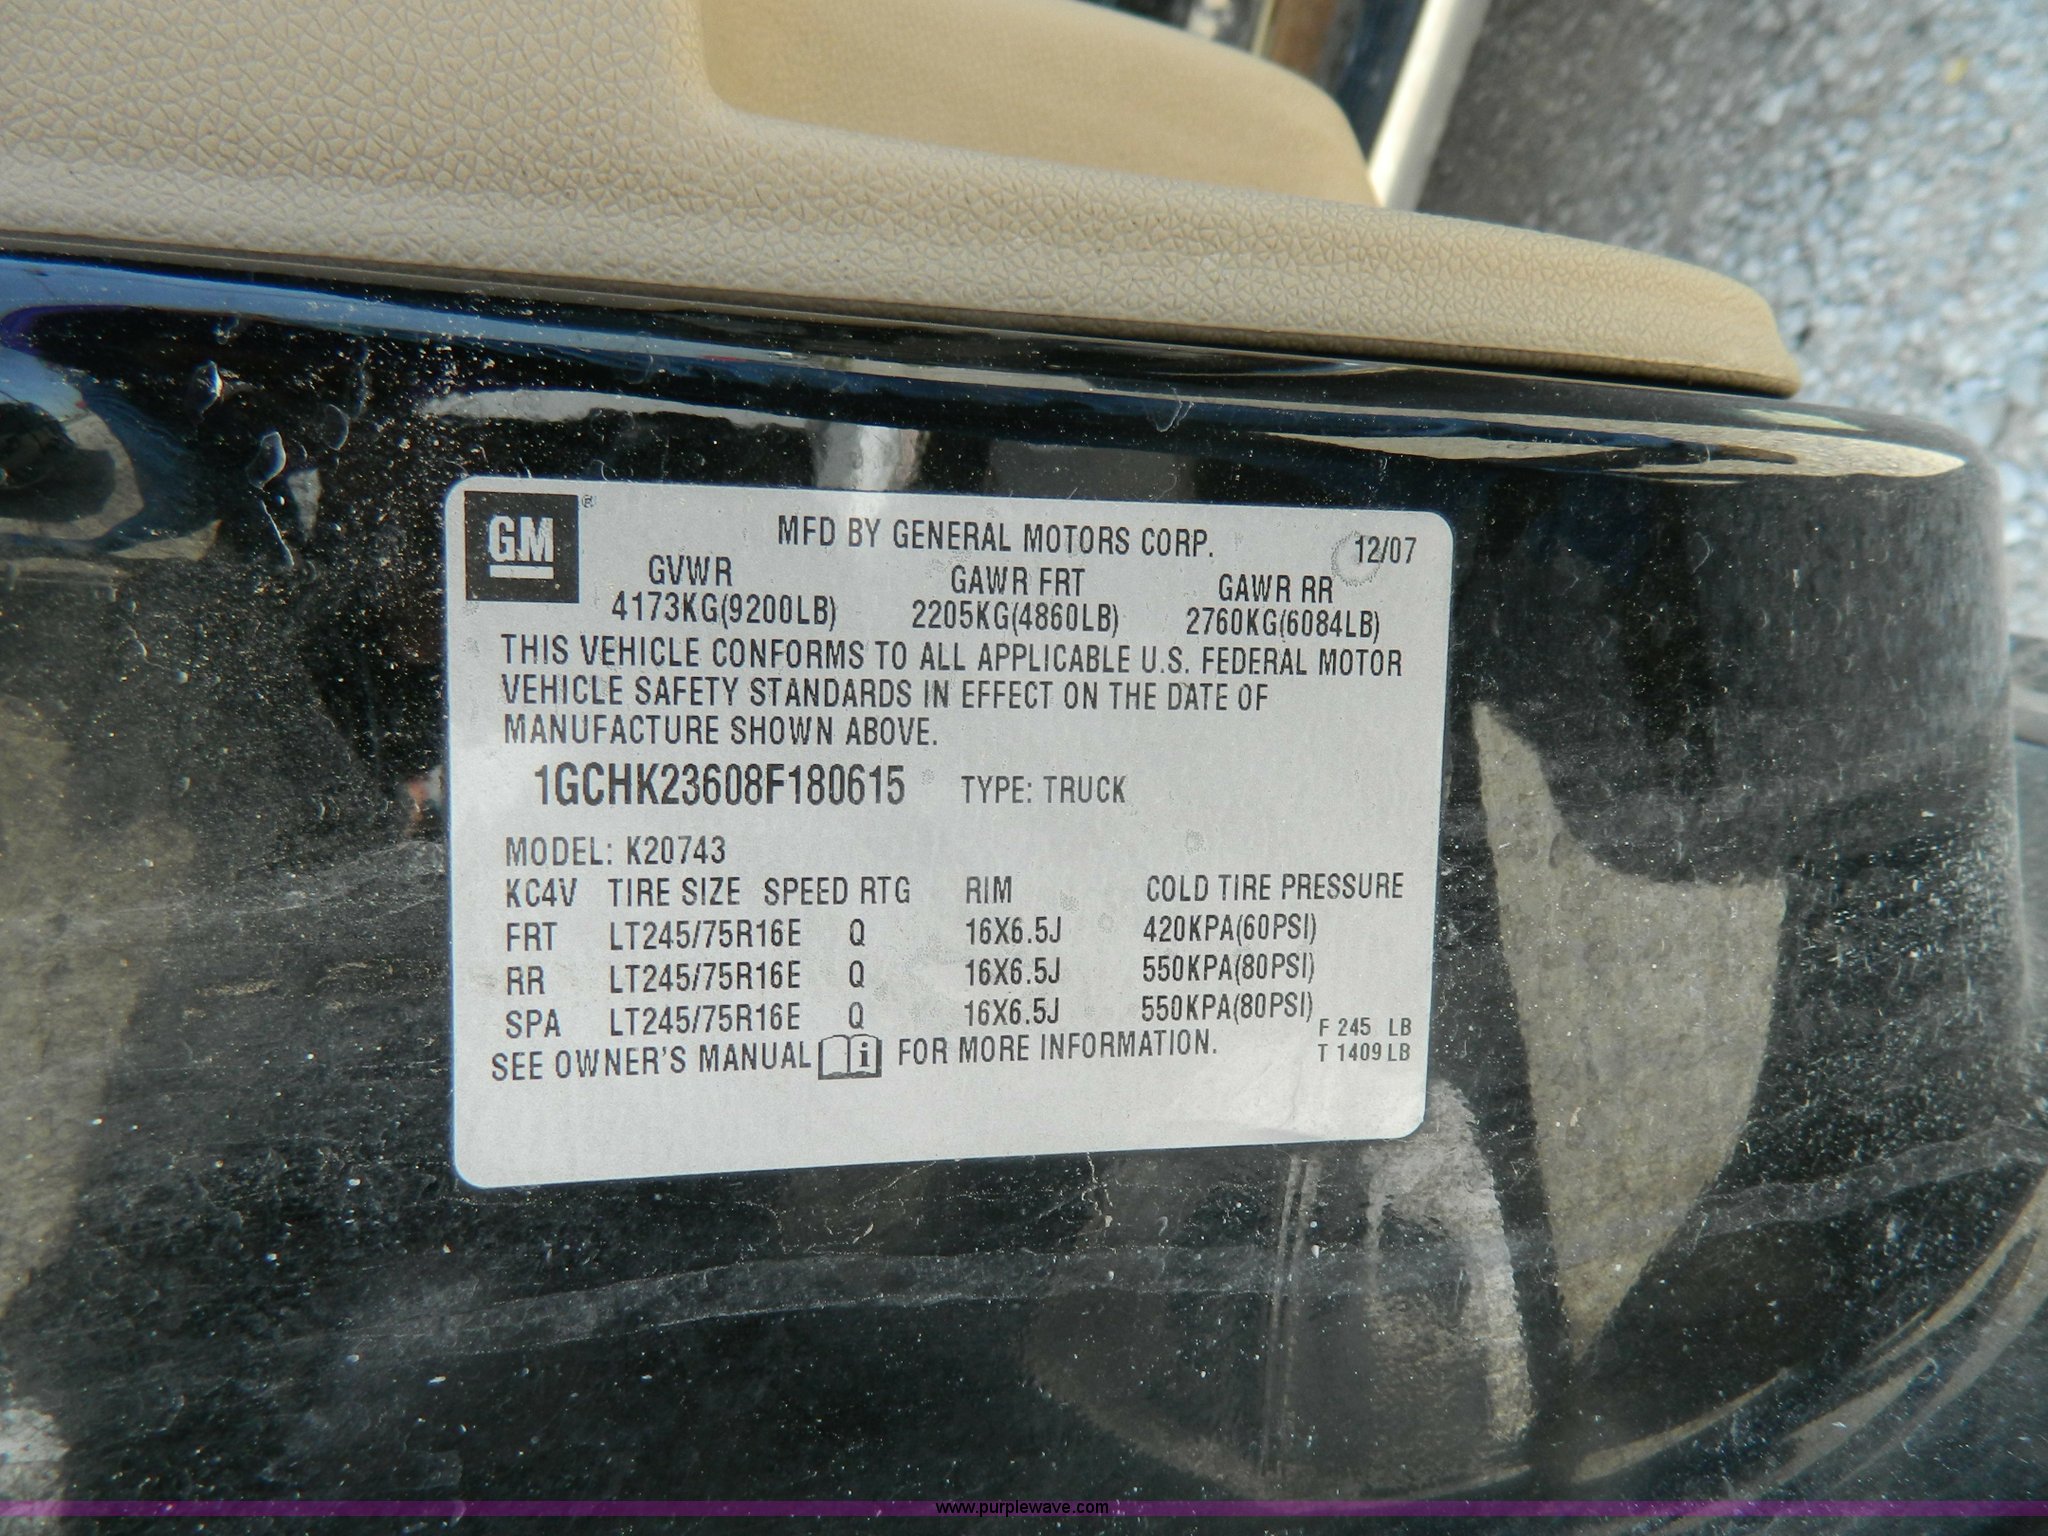 GM ®
MFD BY GENERAL MOTORS CORP. 12/07
GVWR GAWR FRT GAWR RR
4173KG(9200LB) 2205KG(4860LB) 2760KG(6084LB)
THIS VEHICLE CONFORMS TO ALL APPLICABLE U.S. FEDERAL MOTOR
VEHICLE SAFETY STANDARDS IN EFFECT ON THE DATE OF
MANUFACTURE SHOWN ABOVE.
1GCHK23608F180615 TYPE: TRUCK
MODEL: K20743
KC4V TIRE SIZE SPEED RTG RIM COLD TIRE PRESSURE
FRT LT245/75R16E Q 16X6.5J 420KPA(60PSI)
RR LT245/75R16E Q 16X6.5J 550KPA(80PSI)
SPA LT245/75R16E Q 16X6.5J 550KPA(80PSI)
F 245 LB
SEE OWNER'S MANUAL i FOR MORE INFORMATION. T 1409LB
www.purplewave.com